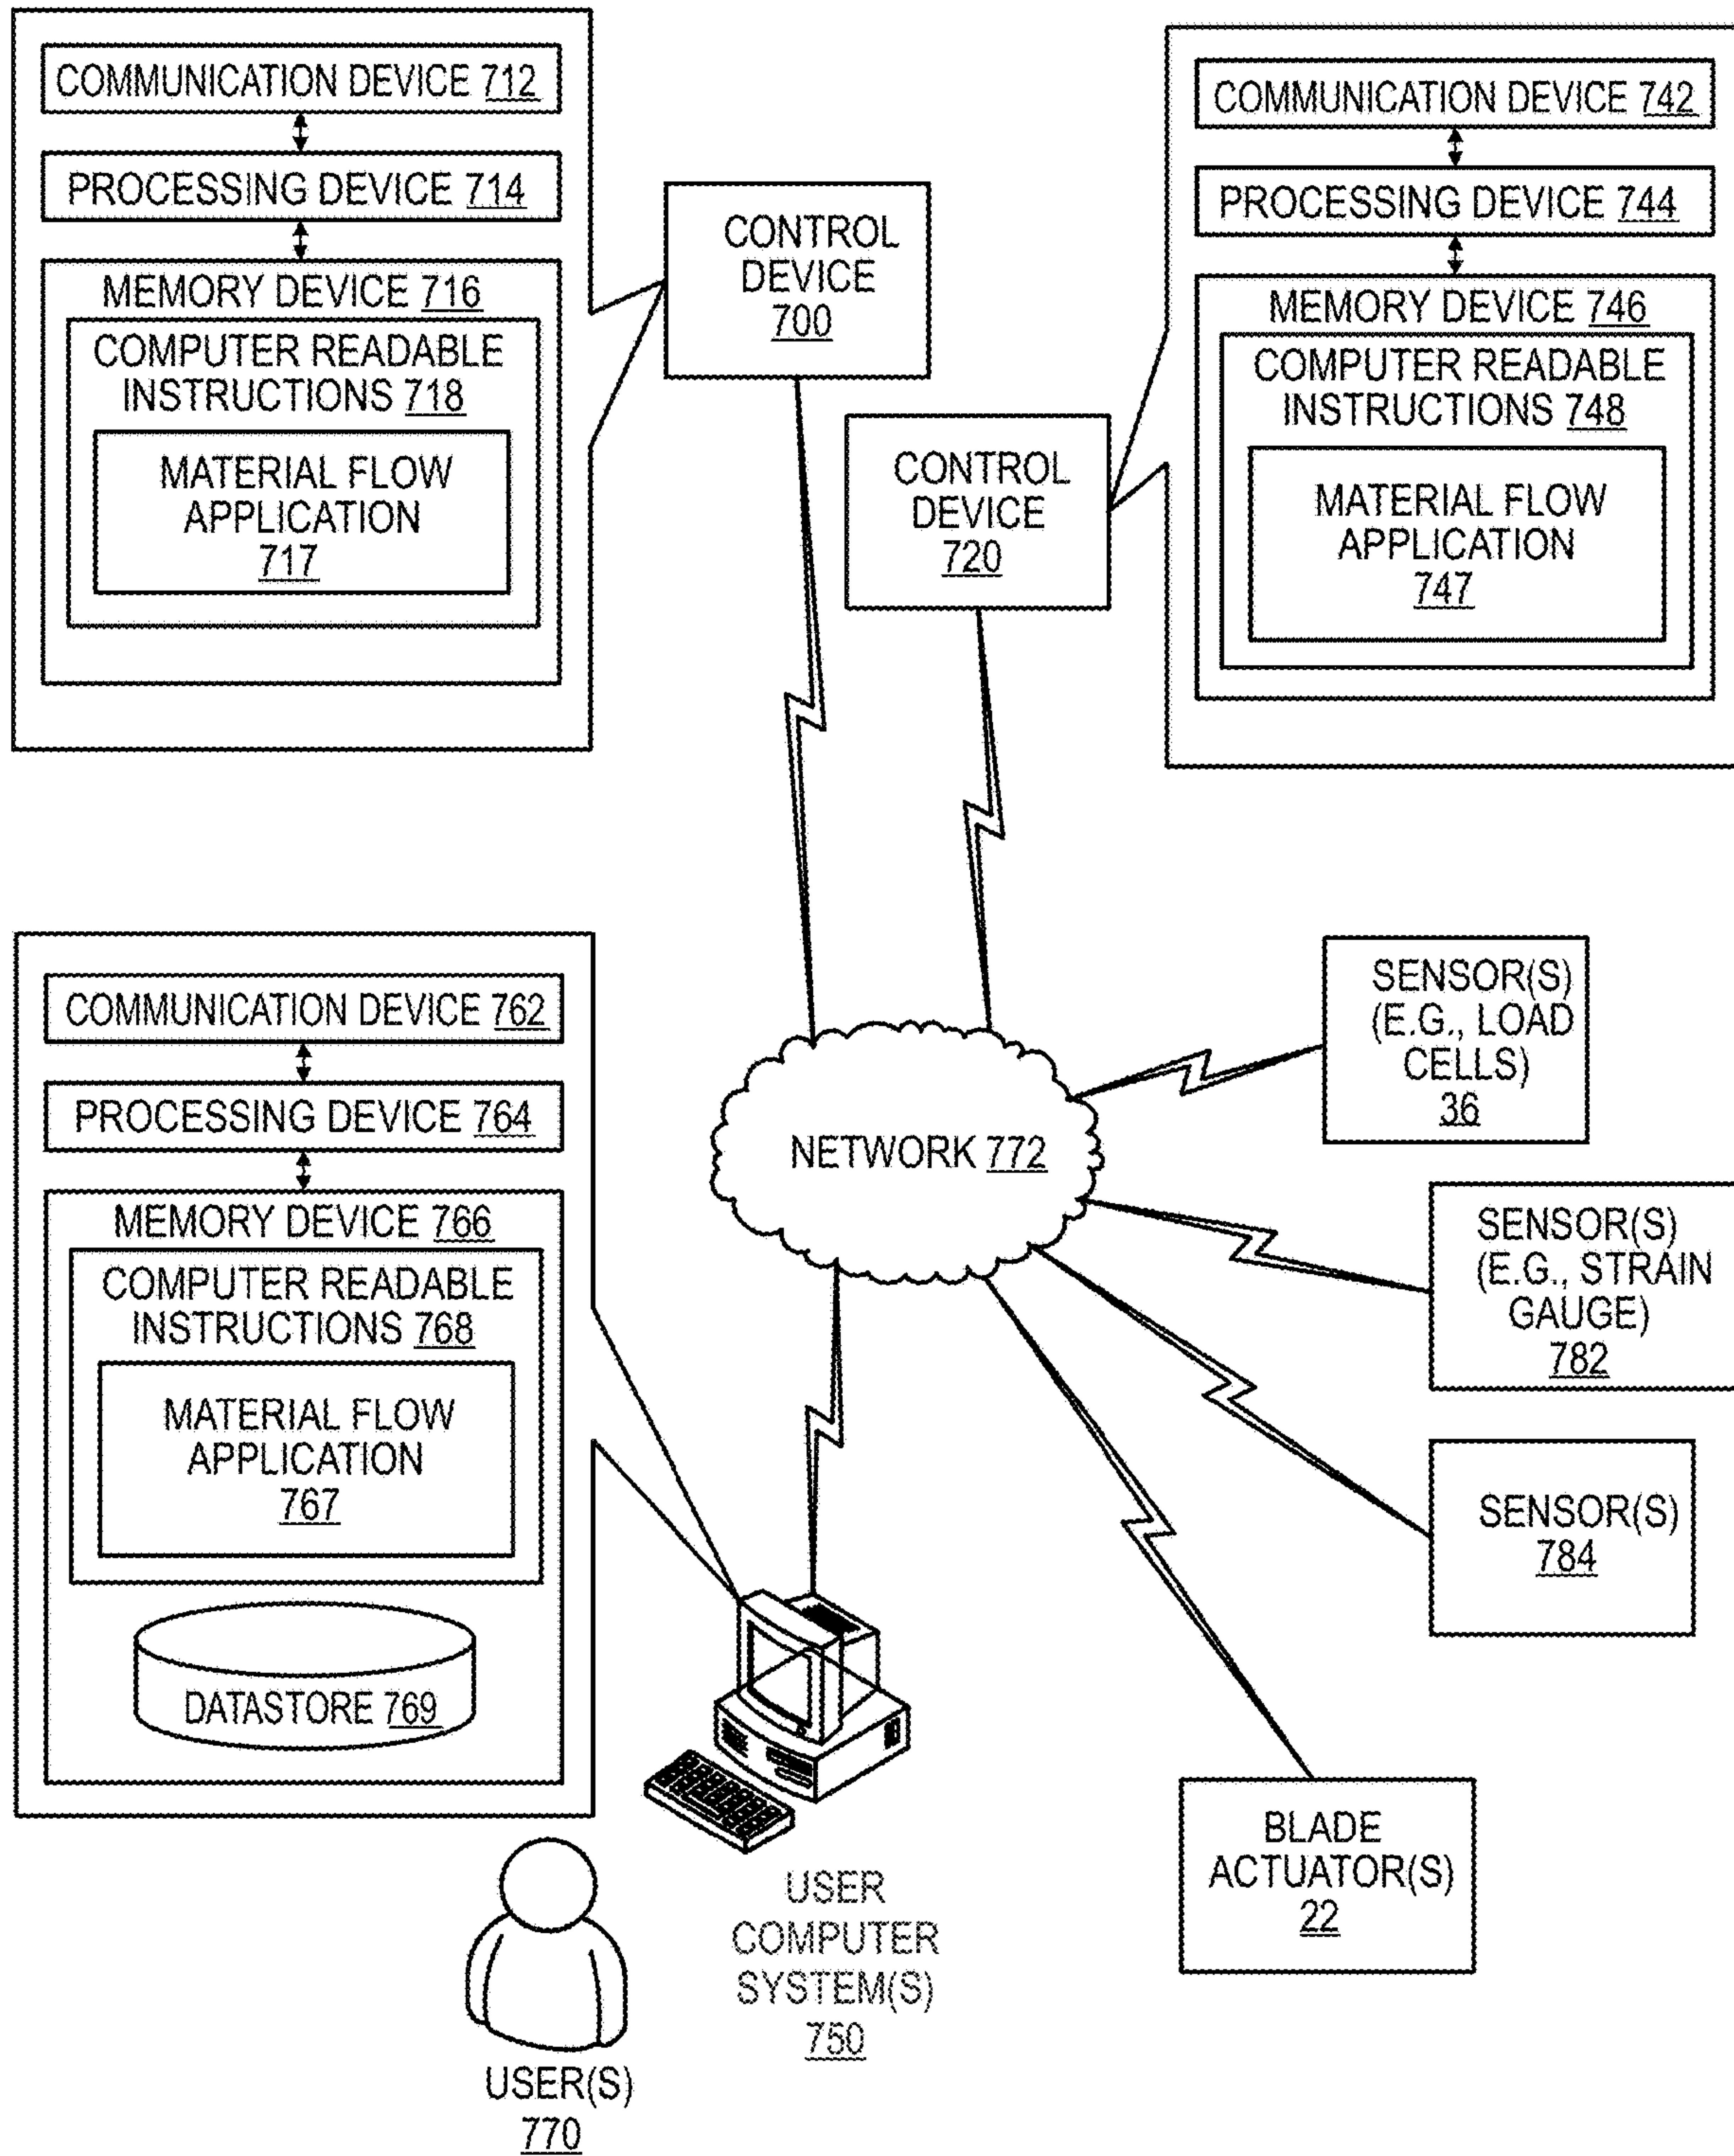 COMMUNICATION DEVICE 712
PROCESSING DEVICE 714
MEMORY DEVICE 716
COMPUTER READABLE
INSTRUCTIONS 718
MATERIAL FLOW
APPLICATION
717
CONTROL
DEVICE
700
CONTROL
DEVICE
720
COMMUNICATION DEVICE 742
PROCESSING DEVICE 744
MEMORY DEVICE 746
COMPUTER READABLE
INSTRUCTIONS 748
MATERIAL FLOW
APPLICATION
747
COMMUNICATION DEVICE 762
PROCESSING DEVICE 764
MEMORY DEVICE 766
COMPUTER READABLE
INSTRUCTIONS 768
MATERIAL FLOW
APPLICATION
767
DATASTORE 769
NETWORK 772
SENSOR(S)
(E.G., LOAD
CELLS)
36
SENSOR(S)
(E.G., STRAIN
GAUGE)
782
SENSOR(S)
784
BLADE
ACTUATOR(S)
22
USER
COMPUTER
SYSTEM(S)
750
USER(S)
770